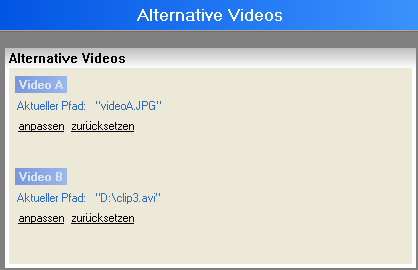 Alternative Videos
Alternative Videos
Video A
Aktueller Pfad: "videoA.JPG"
anpassen zurücksetzen
Video B
Aktueller Pfad: "D:\clip3.avi"
anpassen zurücksetzen